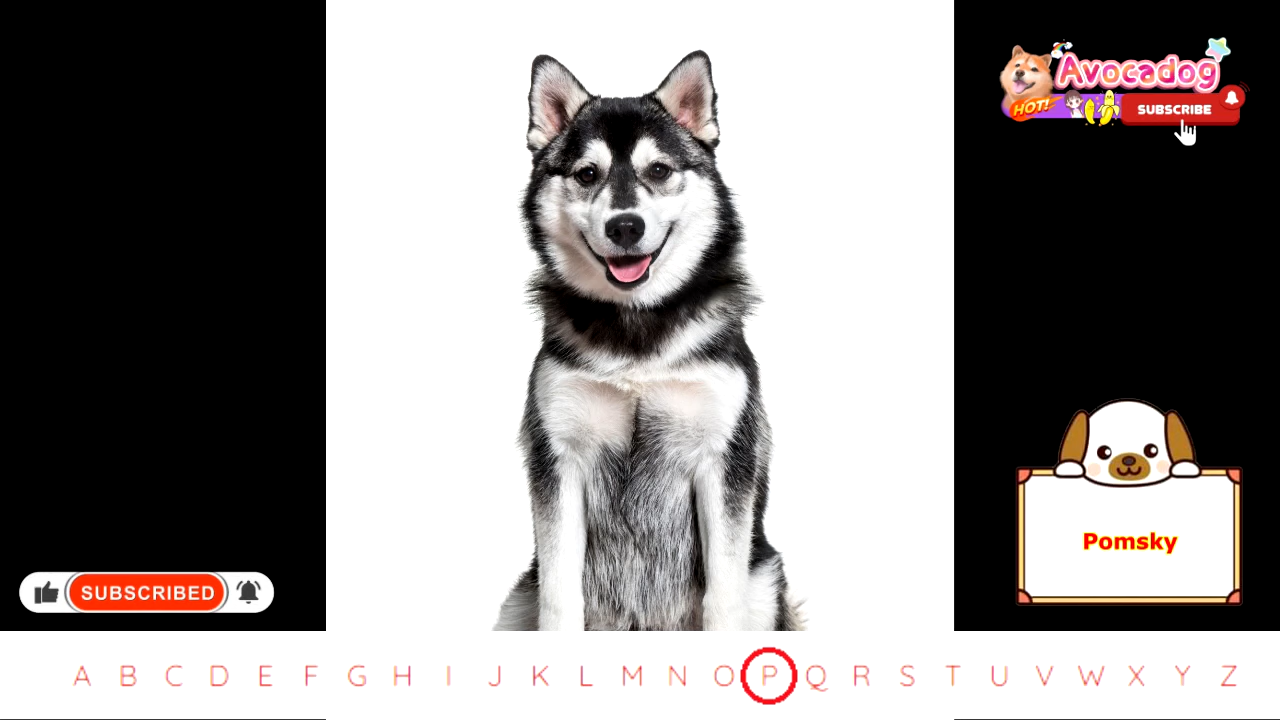 Avocadog
HOT!
SUBSCRIBE
Pomsky
SUBSCRIBED
A B C D E F G H I J K L M N O P Q R S T U V W X Y Z